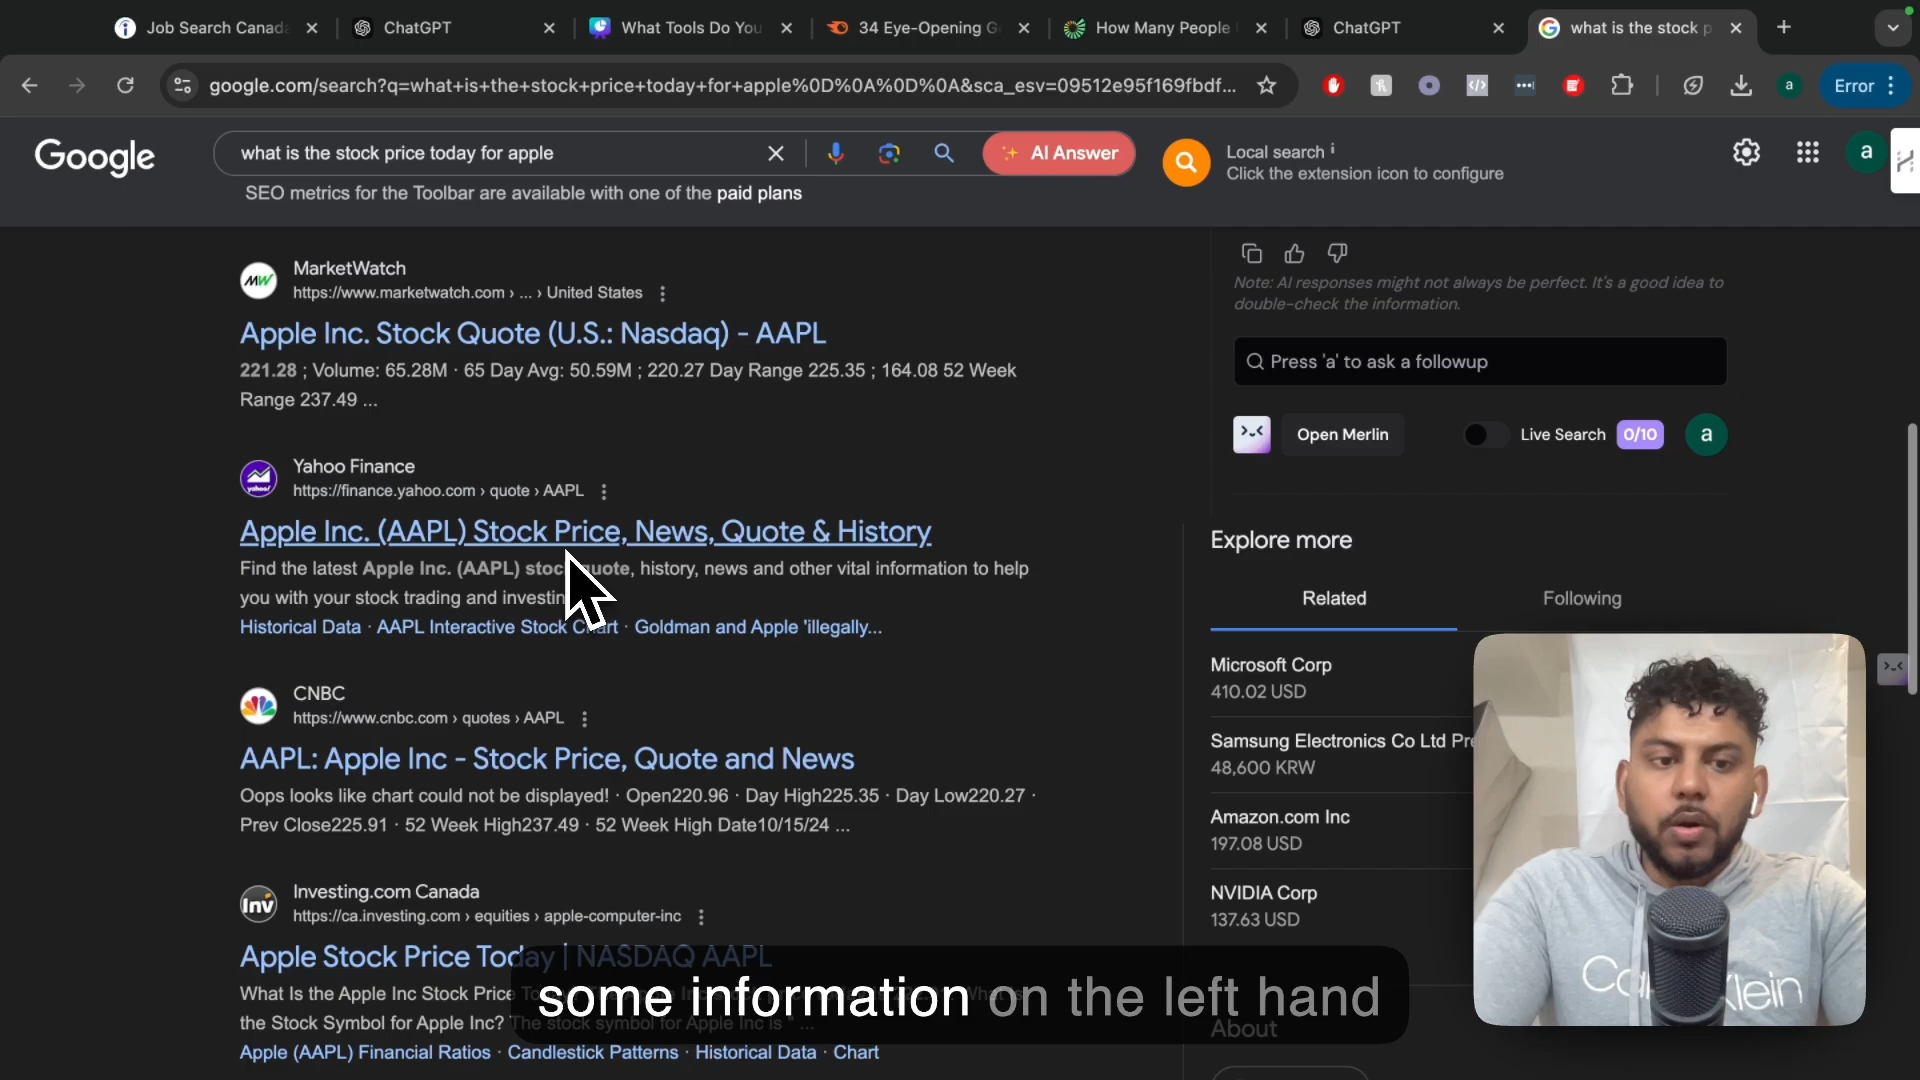 Job Search Canad
ChatGPT
What Tools Do You
34 Eye-Opening G
How Many People
ChatGPT
what is the stock p
google.com/search?q=what+is+the+stock+price+today+for+apple%0D%0A%0D%0A&sca_esv=09512e95f169fbdf...
Error
Google
what is the stock price today for apple
AI Answer
Local search i
Click the extension icon to configure
a
SEO metrics for the Toolbar are available with one of the paid plans
MarketWatch
https://www.marketwatch.com › ... › United States
Apple Inc. Stock Quote (U.S.: Nasdaq) - AAPL
221.28 ; Volume: 65.28M · 65 Day Avg: 50.59M ; 220.27 Day Range 225.35 ; 164.08 52 Week
Range 237.49 ...
Yahoo Finance
https://finance.yahoo.com › quote › AAPL
Apple Inc. (AAPL) Stock Price, News, Quote & History
Find the latest Apple Inc. (AAPL) stoc quote, history, news and other vital information to help
you with your stock trading and investin
Historical Data · AAPL Interactive Stock Chart · Goldman and Apple 'illegally...
CNBC
https://www.cnbc.com › quotes › AAPL
AAPL: Apple Inc - Stock Price, Quote and News
Oops looks like chart could not be displayed! · Open220.96 · Day High225.35 · Day Low220.27 ·
Prev Close225.91 · 52 Week High237.49 · 52 Week High Date10/15/24 ...
Investing.com Canada
https://ca.investing.com › equities › apple-computer-inc
Apple Stock Price Today | NASDAQ AAPL
What Is the Apple Inc Stock Price
the Stock Symbol for Apple Inc? The stock symbol for Apple Inc is " ...
Apple (AAPL) Financial Ratios · Candlestick Patterns · Historical Data · Chart
Note: AI responses might not always be perfect. It's a good idea to
double-check the information.
Press 'a' to ask a followup
Open Merlin
Live Search 0/10
a
Explore more
Related
Following
Microsoft Corp
410.02 USD
Samsung Electronics Co Ltd Pre
48,600 KRW
Amazon.com Inc
197.08 USD
NVIDIA Corp
137.63 USD
About
some information on the left hand
Ca Klein